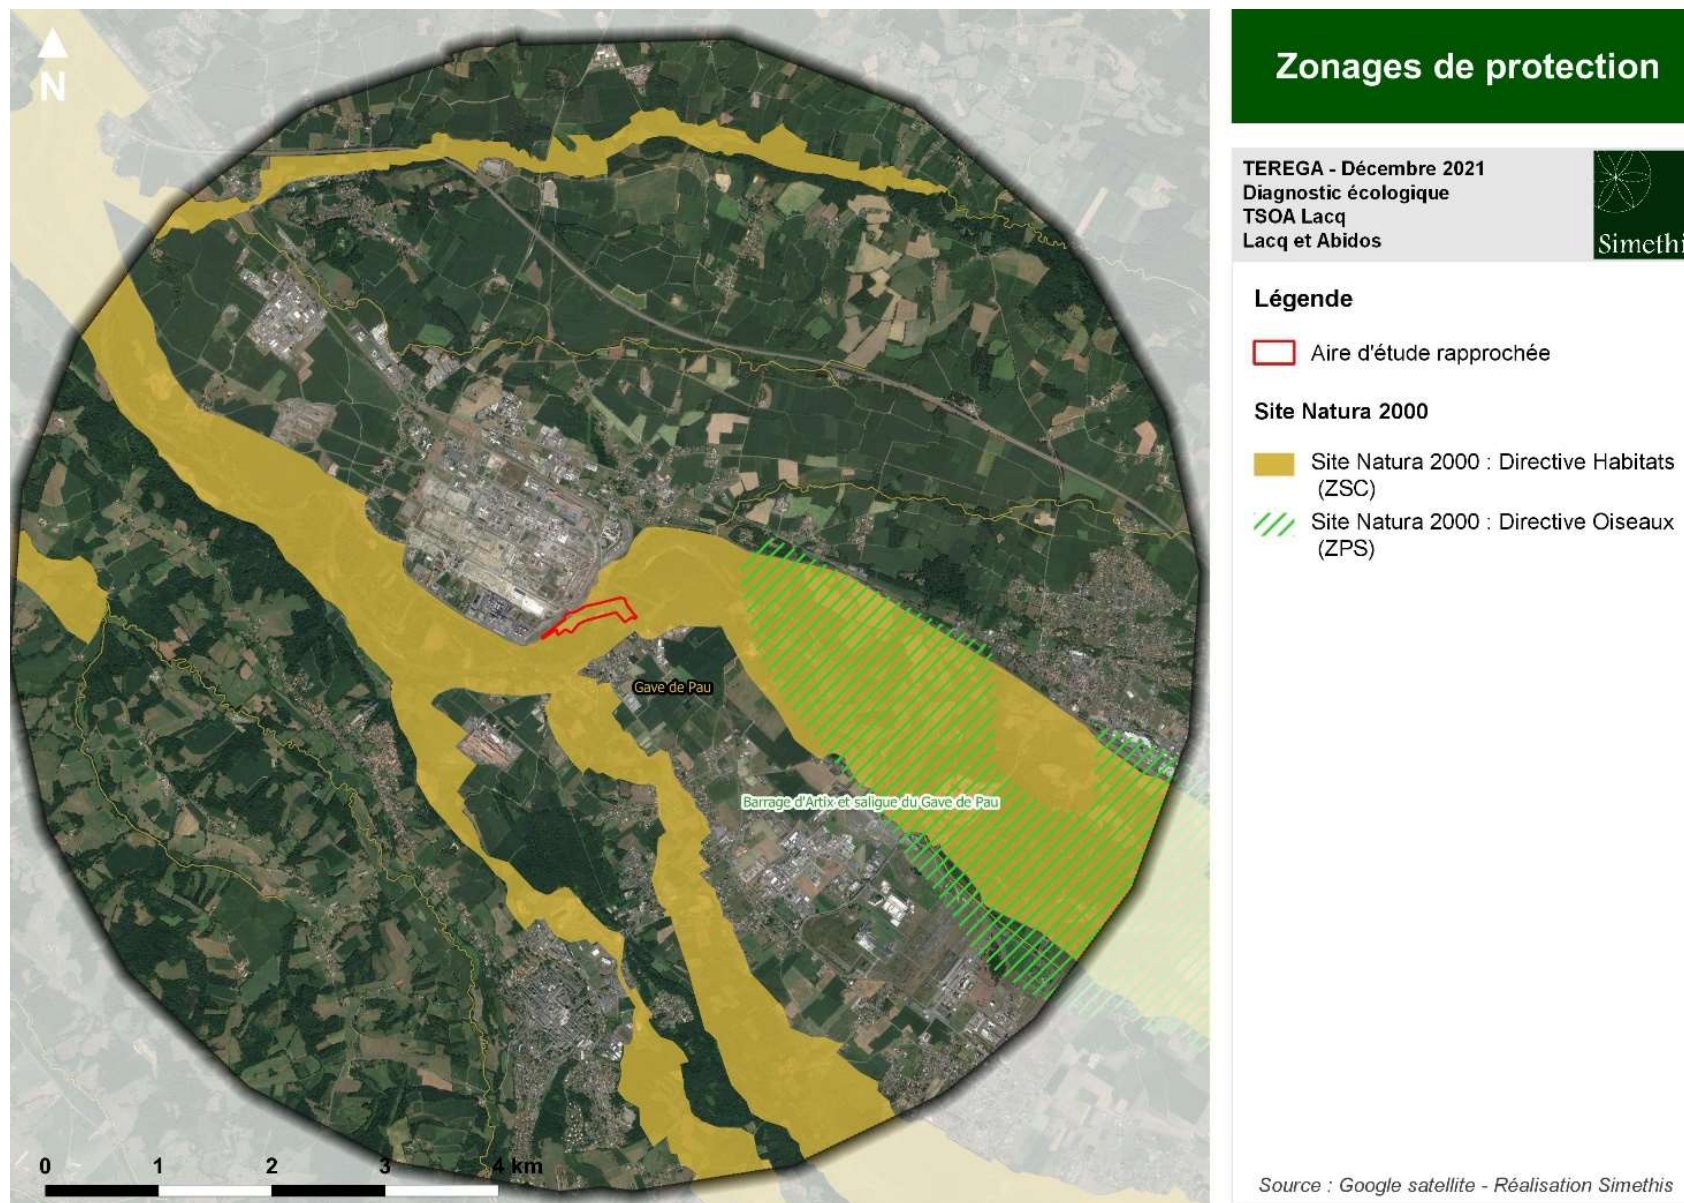 N
Zonages de protection
TEREGA - Décembre 2021
Diagnostic écologique
TSOA Lacq
Lacq et Abidos
Simethi
Légende
Aire d'étude rapprochée
Site Natura 2000
Site Natura 2000 : Directive Habitats
(ZSC)
Site Natura 2000 : Directive Oiseaux
(ZPS)
Gave de Pau
Barrage d'Artix et saligue du Gave de Pau
0 1 2 3 4 km
Source : Google satellite - Réalisation Simethis